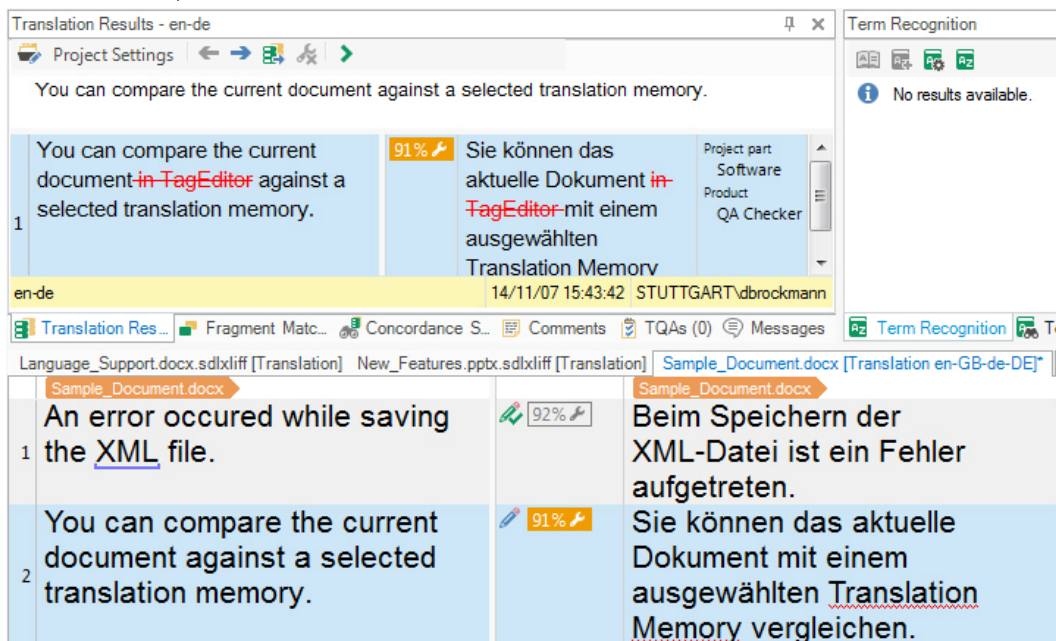 Translation Results - en-de
Term Recognition
Project Settings
You can compare the current document against a selected translation memory.
No results available.
1
You can compare the current
document in TagEditor against a
selected translation memory.
91%
Sie können das
aktuelle Dokument in
TagEditor mit einem
ausgewählten
Translation Memory
Project part
Software
Product
QA Checker
en-de
14/11/07 15:43:42
STUTTGART\dbrockmann
Translation Res...
Fragment Matc...
Concordance S...
Comments
TQAs (0)
Messages
Term Recognition
Language_Support.docx.sdlxliff [Translation]
New_Features.pptx.sdlxliff [Translation]
Sample_Document.docx [Translation en-GB-de-DE]*
Sample_Document.docx
Sample_Document.docx
1
An error occured while saving
the XML file.
92%
Beim Speichern der
XML-Datei ist ein Fehler
aufgetreten.
2
You can compare the current
document against a selected
translation memory.
91%
Sie können das aktuelle
Dokument mit einem
ausgewählten Translation
Memory vergleichen.